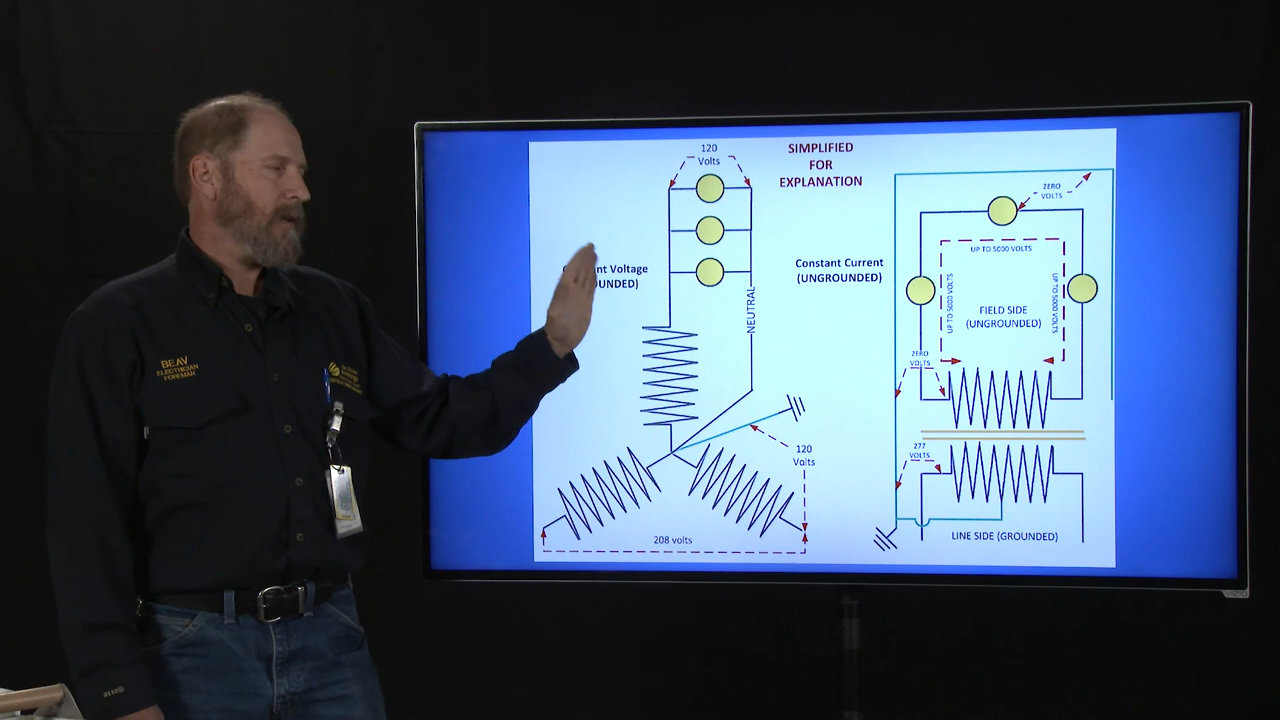 BEAV
ELECTRICIAN
FOREMAN
120
Volts
Voltage
NEUTRAL
120
Volts
208 volts
SIMPLIFIED
FOR
EXPLANATION
Constant Current
(UNGROUNDED)
ZERO
VOLTS
UP TO 5000 VOLTS
UP TO 5000 VOLTS
UP TO 5000 VOLTS
FIELD SIDE
(UNGROUNDED)
ZERO
VOLTS
277
VOLTS
LINE SIDE (GROUNDED)